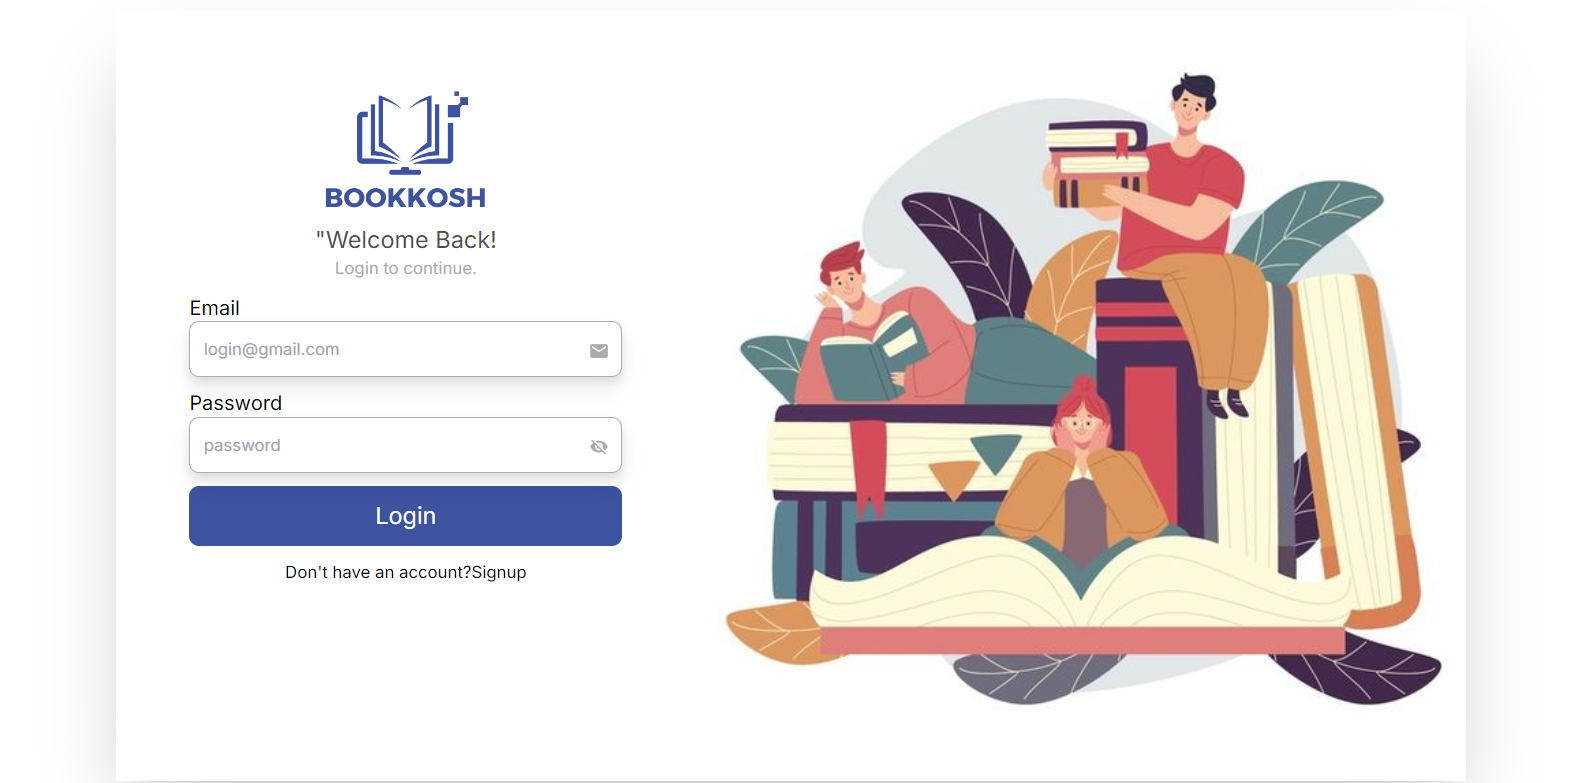 BOOKKOSH
"Welcome Back!
Login to continue.
Email
login@gmail.com
Password
password
Login
Don't have an account?Signup